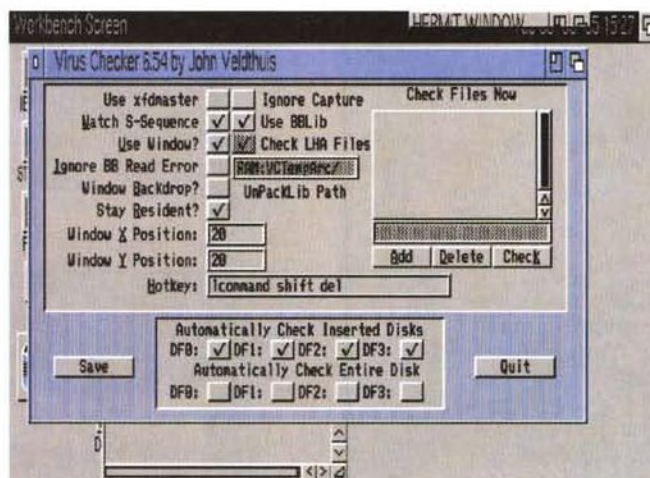 Workbench Screen
HERMIT WINDOW
15:27
Virus Checker 6.54 by John Veldthuis
Use xfdmaster
Ignore Capture
Check Files Now
Watch S-Sequence
Use BBLib
Use Window?
Check LHA Files
Ignore BB Read Error
RAM:VCTempArc/
Window Backdrop?
UnPackLib Path
Stay Resident?
Window X Position: 20
Window Y Position: 20
Add Delete Check
Hotkey: lcommand shift del
Automatically Check Inserted Disks
DF0: DF1: DF2: DF3:
Save
Automatically Check Entire Disk
Quit
DF0: DF1: DF2: DF3: